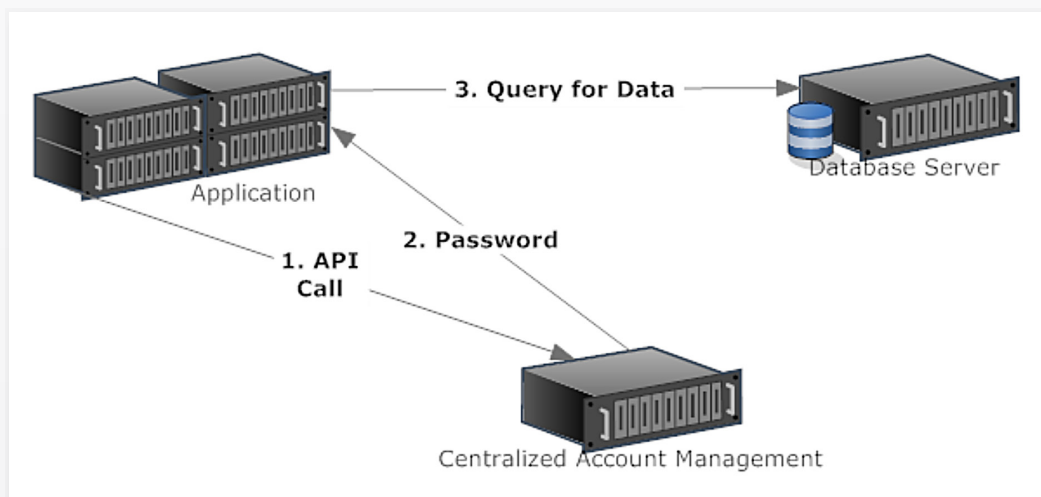 3. Query for Data
Database Server
Application
2. Password
1. API
Call
Centralized Account Management